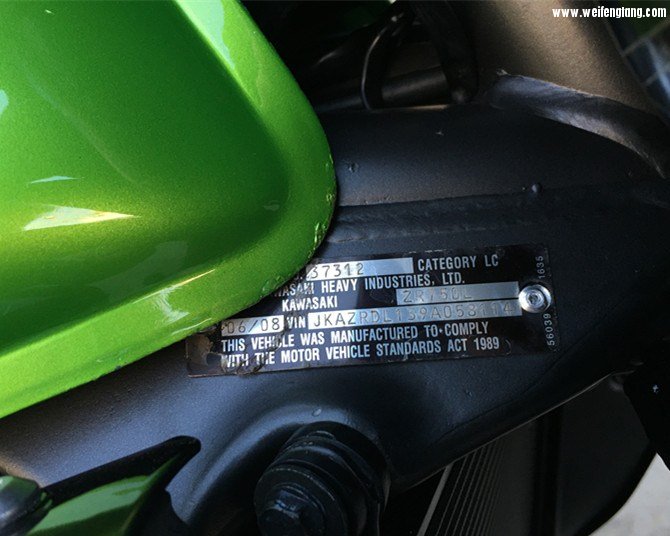 www.weifengtang.com
37312 CATEGORY LC
WASAKI HEAVY INDUSTRIES, LTD.
KAWASAKI ZR750L
06/08 VIN JKAZRDL139A058114
THIS VEHICLE WAS MANUFACTURED TO COMPLY
WITH THE MOTOR VEHICLE STANDARDS ACT 1989
56039 1635